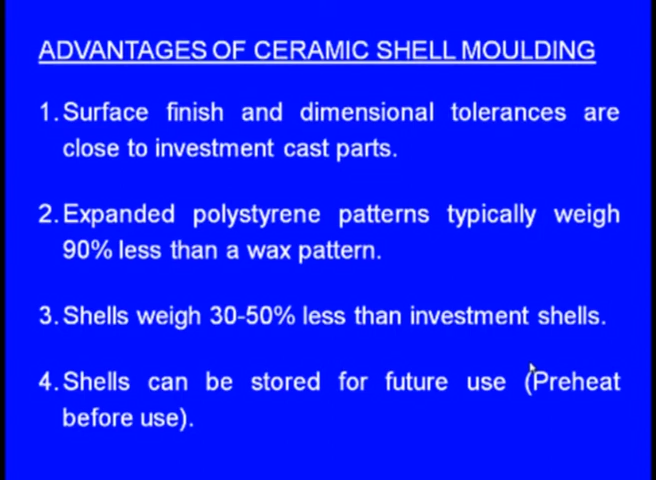 ADVANTAGES OF CERAMIC SHELL MOULDING
1. Surface finish and dimensional tolerances are
close to investment cast parts.
2. Expanded polystyrene patterns typically weigh
90% less than a wax pattern.
3. Shells weigh 30-50% less than investment shells.
4. Shells can be stored for future use (Preheat
before use).